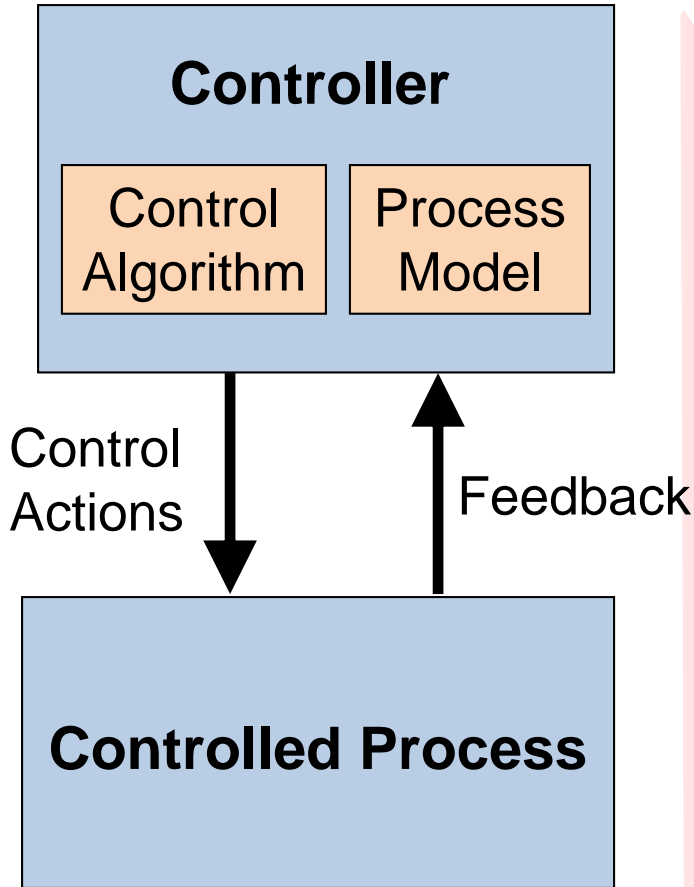 Controller
Control
Algorithm
Process
Model
Control
Actions
Feedback
Controlled Process